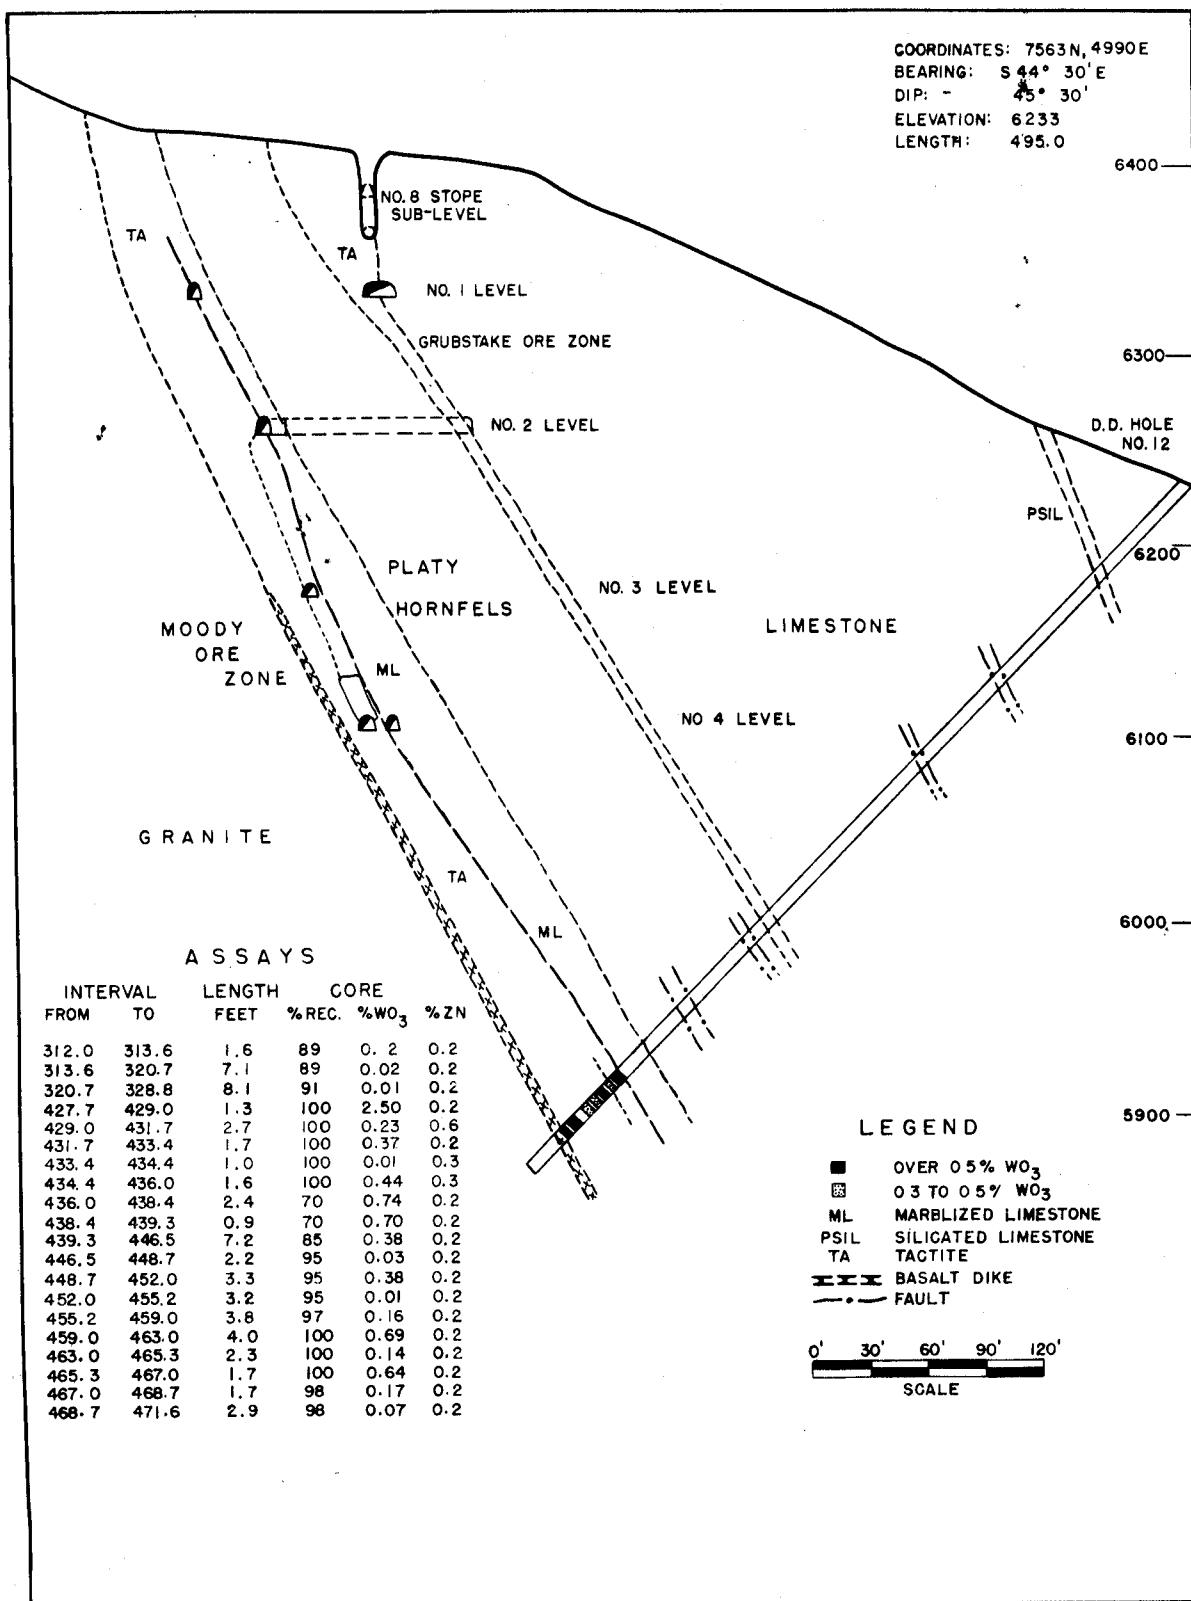 COORDINATES: 7563N, 4990E
BEARING: S 44° 30' E
DIP: - 45° 30'
ELEVATION: 6233
LENGTH: 495.0
6400
NO. 8 STOPE
SUB-LEVEL
TA
TA
NO. 1 LEVEL
GRUBSTAKE ORE ZONE
6300
NO. 2 LEVEL
D.D. HOLE
NO. 12
PSIL
6200
PLATY
HORNFELS
NO. 3 LEVEL
LIMESTONE
MOODY
ORE
ZONE
ML
NO 4 LEVEL
6100
GRANITE
TA
ML
6000
5900
ASSAYS
INTERVAL LENGTH CORE
FROM TO FEET %REC. %WO3 %ZN
312.0 313.6 1.6 89 0.2 0.2
313.6 320.7 7.1 89 0.02 0.2
320.7 328.8 8.1 91 0.01 0.2
427.7 429.0 1.3 100 2.50 0.2
429.0 431.7 2.7 100 0.23 0.6
431.7 433.4 1.7 100 0.37 0.2
433.4 434.4 1.0 100 0.01 0.3
434.4 436.0 1.6 100 0.44 0.3
436.0 438.4 2.4 70 0.74 0.2
438.4 439.3 0.9 70 0.70 0.2
439.3 446.5 7.2 85 0.38 0.2
446.5 448.7 2.2 95 0.03 0.2
448.7 452.0 3.3 95 0.38 0.2
452.0 455.2 3.2 95 0.01 0.2
455.2 459.0 3.8 97 0.16 0.2
459.0 463.0 4.0 100 0.69 0.2
463.0 465.3 2.3 100 0.14 0.2
465.3 467.0 1.7 100 0.64 0.2
467.0 468.7 1.7 98 0.17 0.2
468.7 471.6 2.9 98 0.07 0.2
LEGEND
OVER 05% WO3
03 TO 05% WO3
ML MARBLIZED LIMESTONE
PSIL SILICATED LIMESTONE
TA TACTITE
BASALT DIKE
FAULT
0' 30' 60' 90' 120'
SCALE